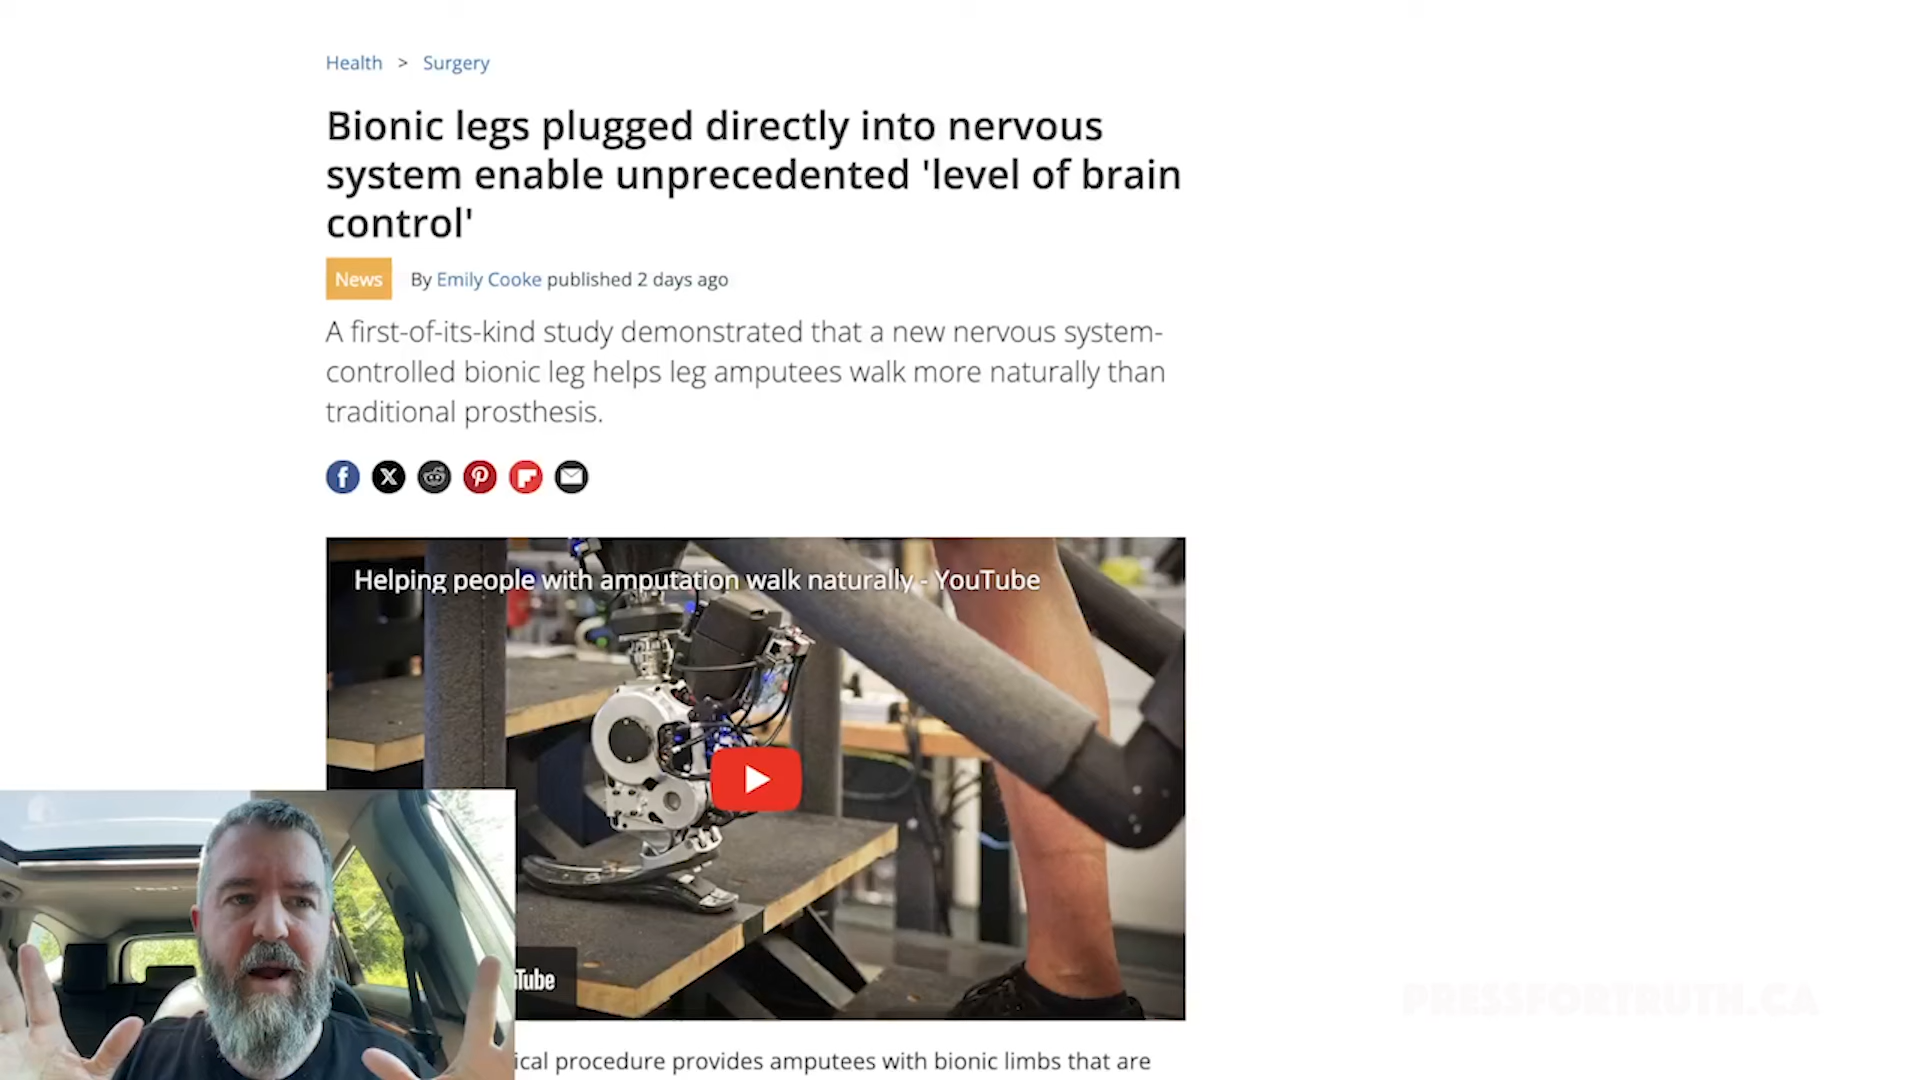 Health > Surgery
Bionic legs plugged directly into nervous
system enable unprecedented 'level of brain
control'
News By Emily Cooke published 2 days ago
A first-of-its-kind study demonstrated that a new nervous system-
controlled bionic leg helps leg amputees walk more naturally than
traditional prosthesis.
Helping people with amputation walk naturally - YouTube
Tube
PRESSFORTRUTH.CA
ical procedure provides amputees with bionic limbs that are